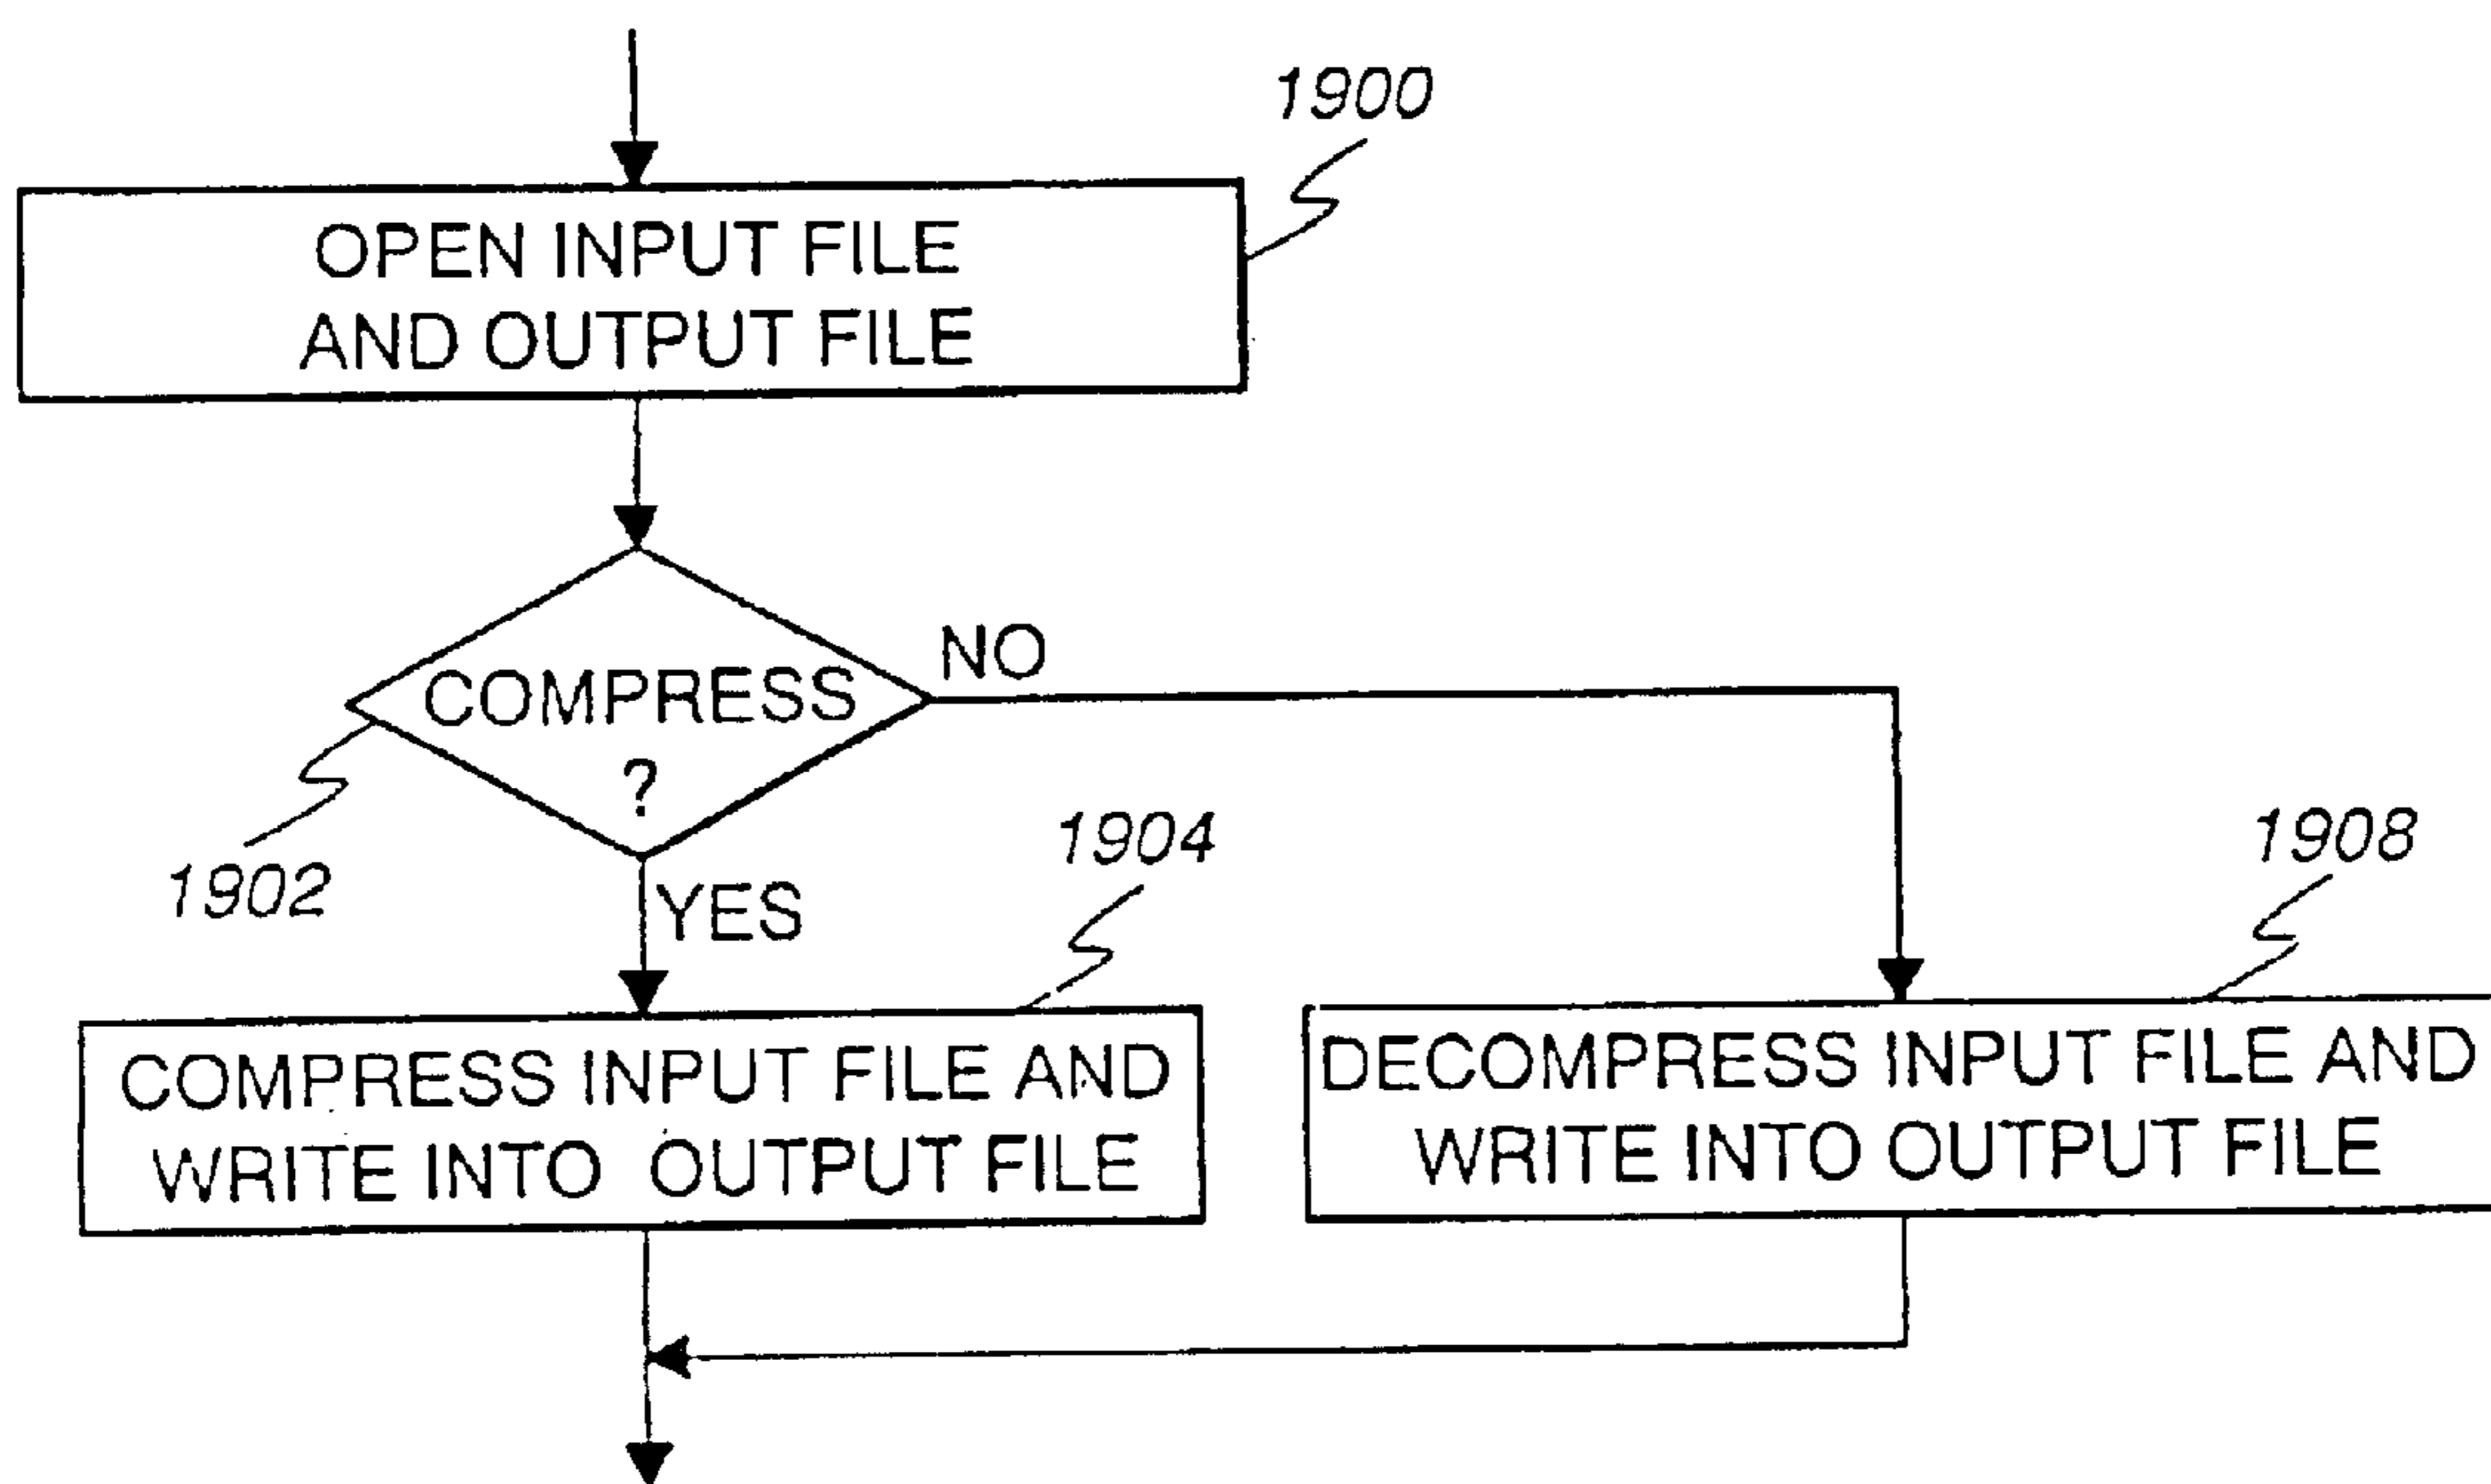 1900
OPEN INPUT FILE
AND OUTPUT FILE
NO
COMPRESS
?
1902
YES
1904
1908
COMPRESS INPUT FILE AND
WRITE INTO OUTPUT FILE
DECOMPRESS INPUT FILE AND
WRITE INTO OUTPUT FILE